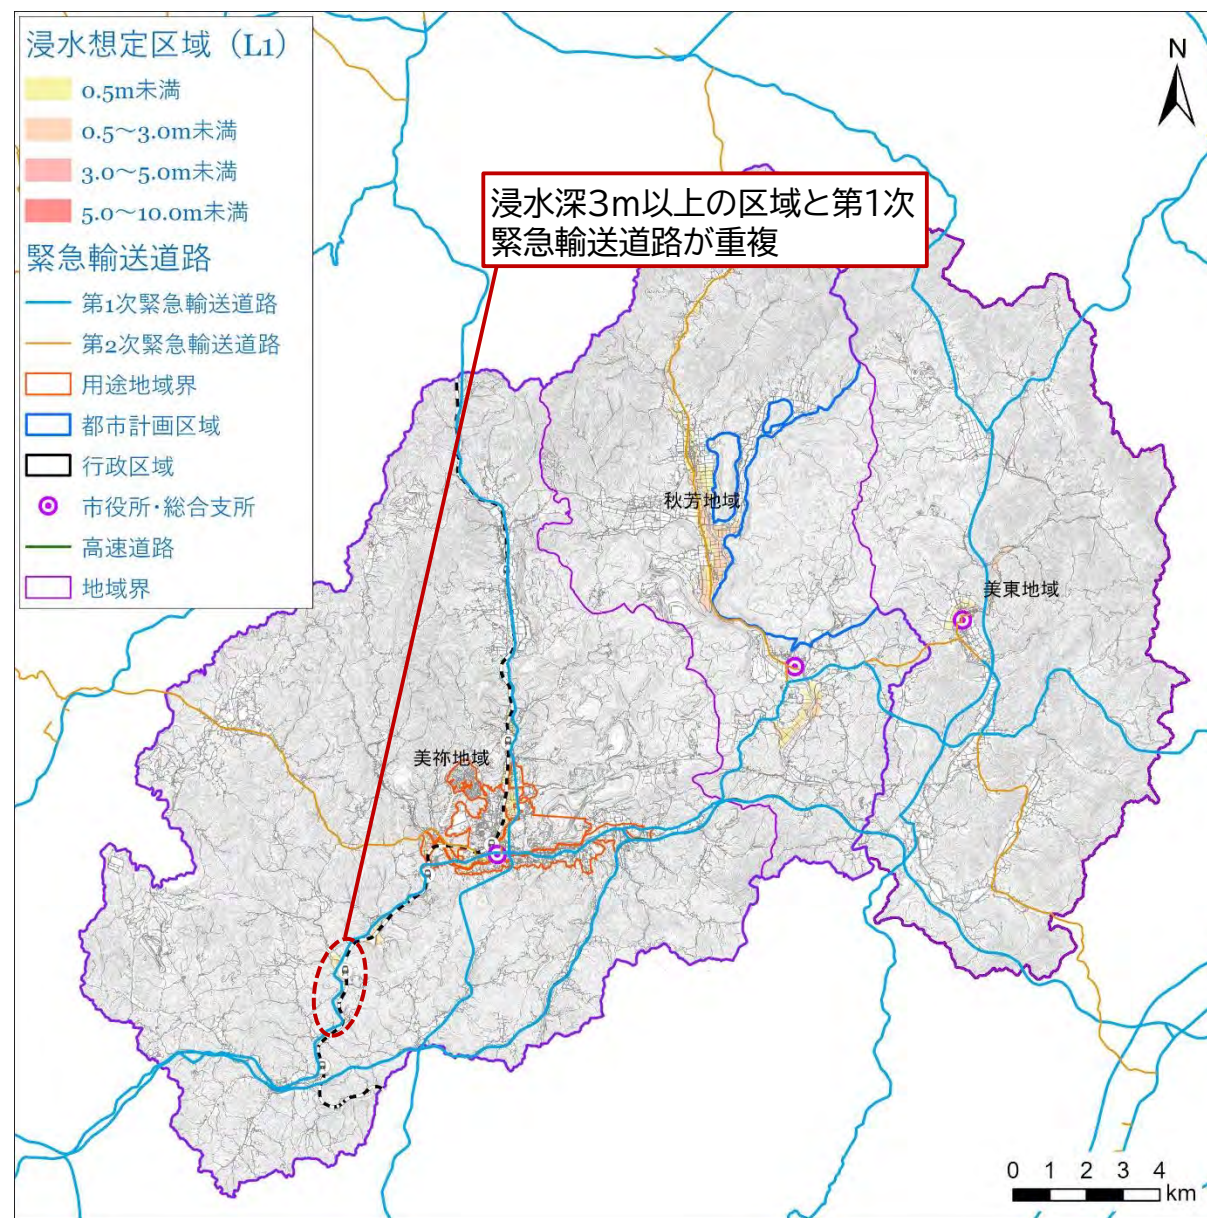 浸水想定区域（L1）
0.5m未満
0.5～3.0m未満
3.0～5.0m未満
5.0～10.0m未満
緊急輸送道路
第1次緊急輸送道路
第2次緊急輸送道路
用途地域界
都市計画区域
行政区域
市役所･総合支所
高速道路
地域界
N
浸水深3m以上の区域と第1次
緊急輸送道路が重複
秋芳地域
美東地域
美祢地域
0 1 2 3 4
km